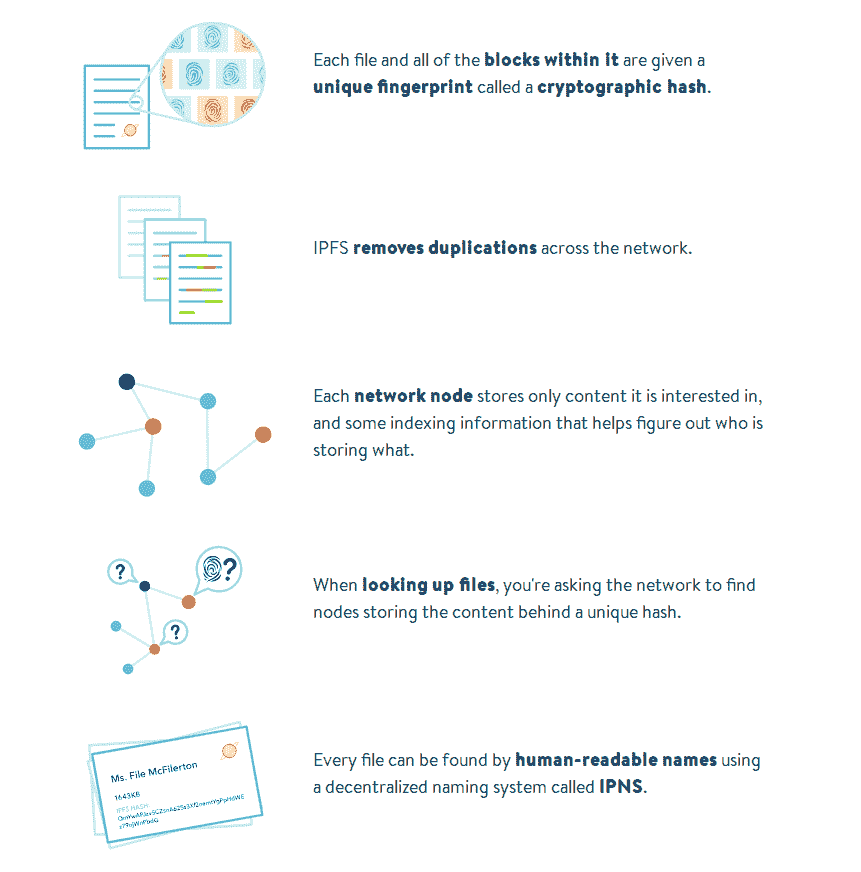 Each file and all of the blocks within it are given a
unique fingerprint called a cryptographic hash.
IPFS removes duplications across the network.
Each network node stores only content it is interested in,
and some indexing information that helps figure out who is
storing what.
?
?
?
When looking up files, you're asking the network to find
nodes storing the content behind a unique hash.
Ms. File McFilerton
1643KB
IPFS HASH:
Every file can be found by human-readable names using
a decentralized naming system called IPNS.